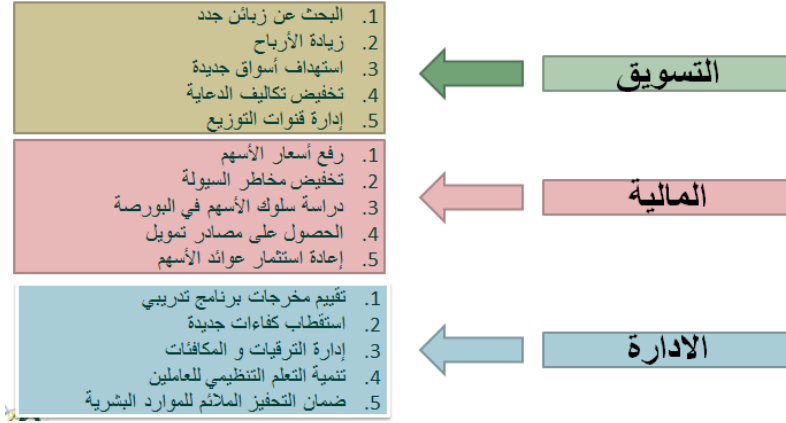 التسويق
1. البحث عن زبائن جدد
2. زيادة الأرباح
3. استهداف أسواق جديدة
4. تخفيض تكاليف الدعاية
5. إدارة قنوات التوزيع
المالية
1. رفع أسعار الأسهم
2. تخفيض مخاطر السيولة
3. دراسة سلوك الأسهم في البورصة
4. الحصول على مصادر تمويل
5. إعادة استثمار عوائد الأسهم
الادارة
1. تقييم مخرجات برنامج تدريبي
2. استقطاب كفاءات جديدة
3. إدارة الترقيات و المكافئات
4. تنمية التعلم التنظيمي للعاملين
5. ضمان التحفيز الملائم للموارد البشرية